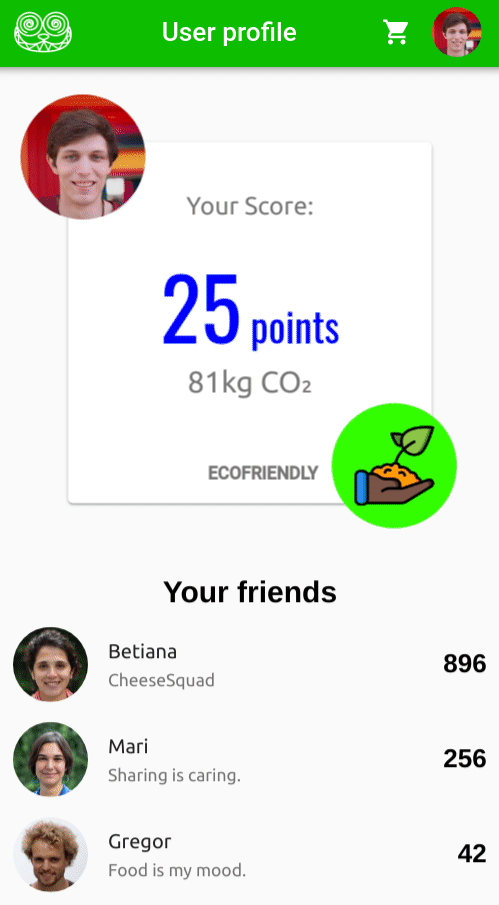 User profile
Your Score:
25 points
81kg CO₂
ECOFRIENDLY
Your friends
Betiana
CheeseSquad
896
Mari
Sharing is caring.
256
Gregor
Food is my mood.
42